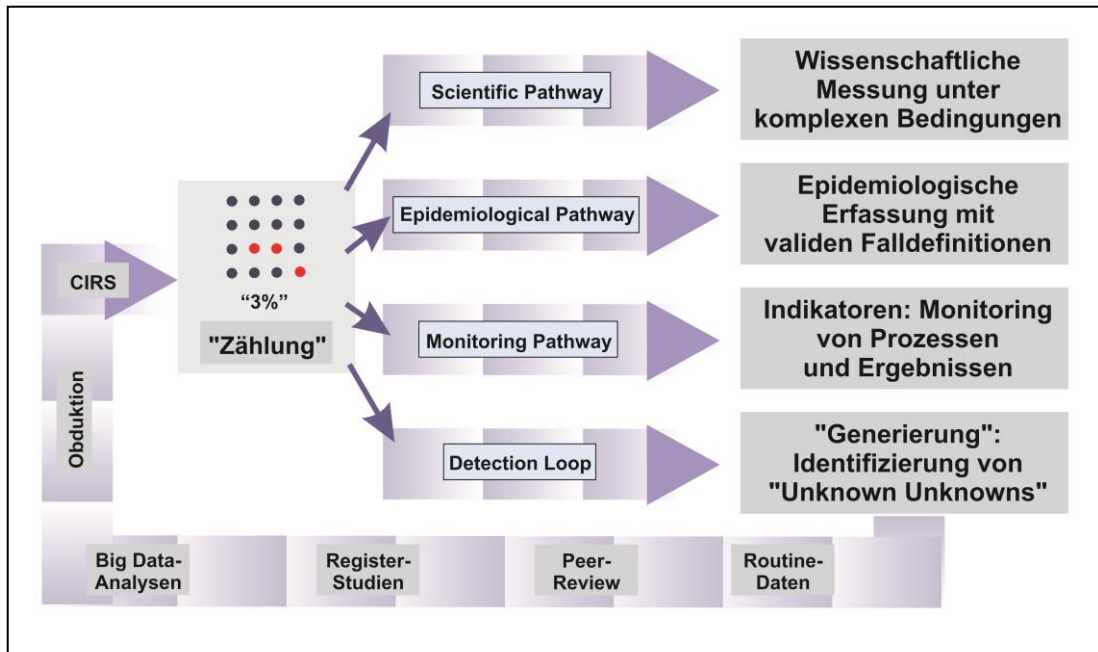 Scientific Pathway
Wissenschaftliche
Messung unter
komplexen Bedingungen
Epidemiological Pathway
Epidemiologische
Erfassung mit
validen Falldefinitionen
CIRS
“3%”
"Zählung"
Monitoring Pathway
Indikatoren: Monitoring
von Prozessen
und Ergebnissen
Obduktion
Detection Loop
"Generierung":
Identifizierung von
"Unknown Unknowns"
Big Data-
Analysen
Register-
Studien
Peer-
Review
Routine-
Daten